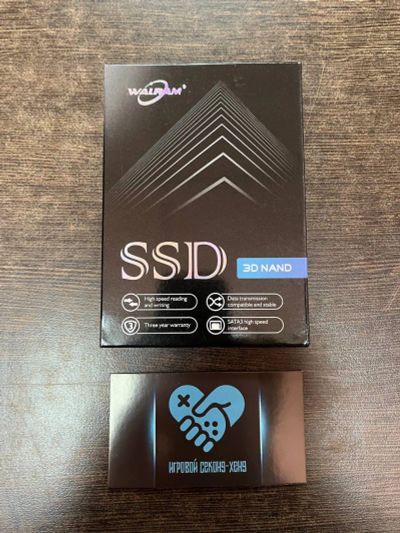 WALRAM
SSD
3D NAND
High speed reading
and writing
Data transmission
compatible and stable
3
Three year warranty
SATA3 high speed
interface
ИГРОВОЙ СЕКОНД-ХЕНД